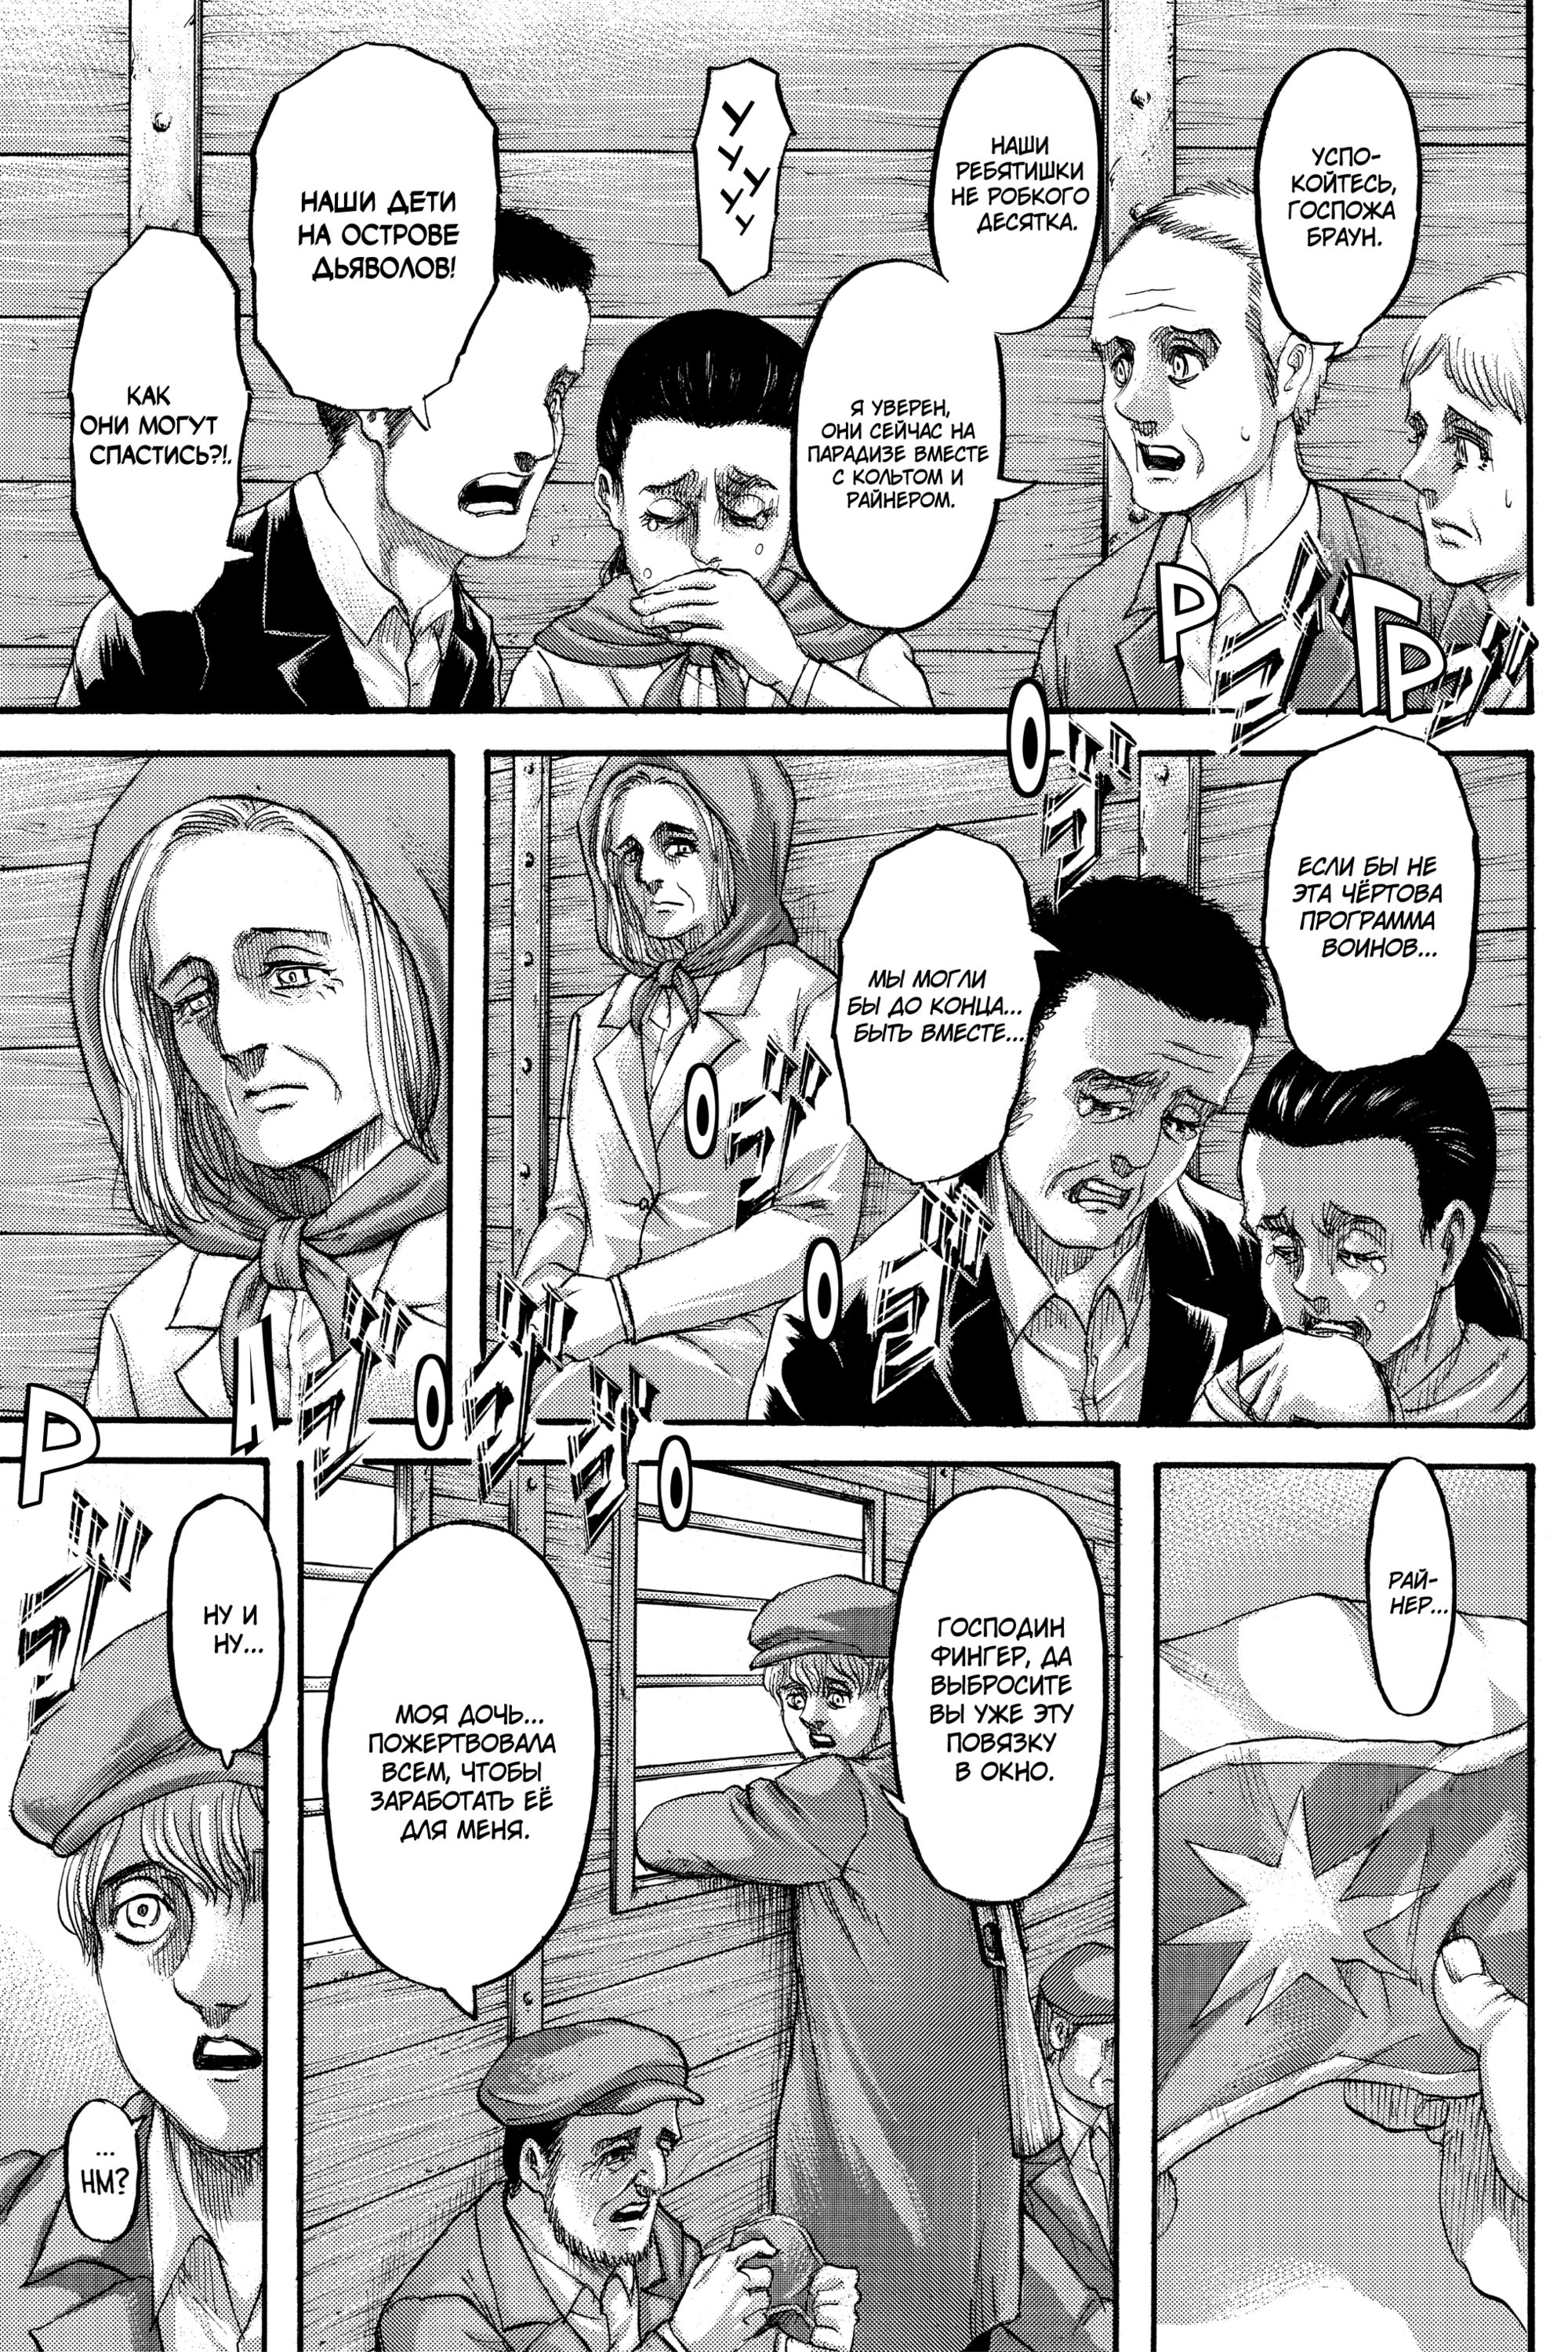 УСПО-
КОЙТЕСЬ,
ГОСПОЖА
БРАУН.
НАШИ
РЕБЯТИШКИ
НЕ РОБКОГО
ДЕСЯТКА.
Я УВЕРЕН,
ОНИ СЕЙЧАС НА
ПАРАДИЗЕ ВМЕСТЕ
С КОЛЬТОМ И
РАЙНЕРОМ.
НАШИ ДЕТИ
НА ОСТРОВЕ
ДЬЯВОЛОВ!
КАК
ОНИ МОГУТ
СПАСТИСЬ?!.
Г
Р
Р
О
ЕСЛИ БЫ НЕ
ЭТА ЧЁРТОВА
ПРОГРАММА
ВОИНОВ...
МЫ МОГЛИ
БЫ ДО КОНЦА...
БЫТЬ ВМЕСТЕ...
О
О
О
О
А
Р
РАЙ-
НЕР...
ГОСПОДИН
ФИНГЕР, ДА
ВЫБРОСИТЕ
ВЫ УЖЕ ЭТУ
ПОВЯЗКУ
В ОКНО.
МОЯ ДОЧЬ...
ПОЖЕРТВОВАЛА
ВСЕМ, ЧТОБЫ
ЗАРАБОТАТЬ ЕЁ
ДЛЯ МЕНЯ.
НУ И
НУ...
...
НМ?